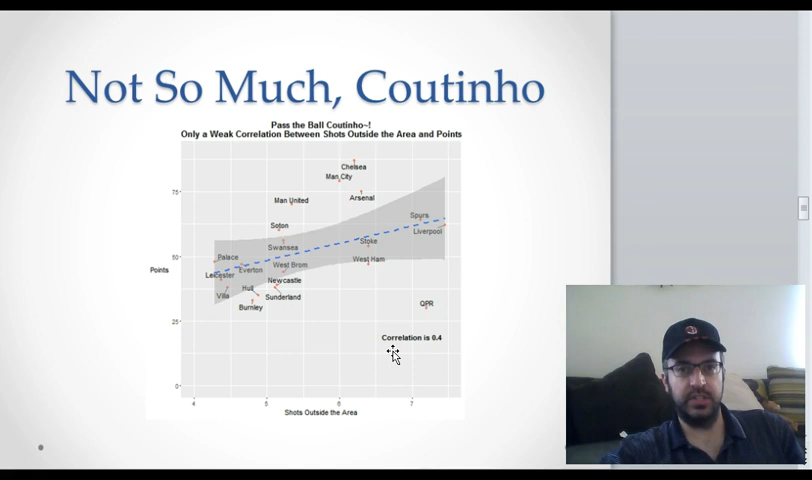 Not So Much, Coutinho
Pass the Ball Coutinho~!
Only a Weak Correlation Between Shots Outside the Area and Points
Chelsea
Man City
75
Arsenal
Man United
Spurs
Soton
Liverpool
Stoke
Swansea
Palace
50
West Ham
West Brom
Points
Everton
Leicester
Newcastle
Hull
Villa
Sunderland
QPR
Burnley
25
Correlation is 0.4
0
4 5 6 7
Shots Outside the Area